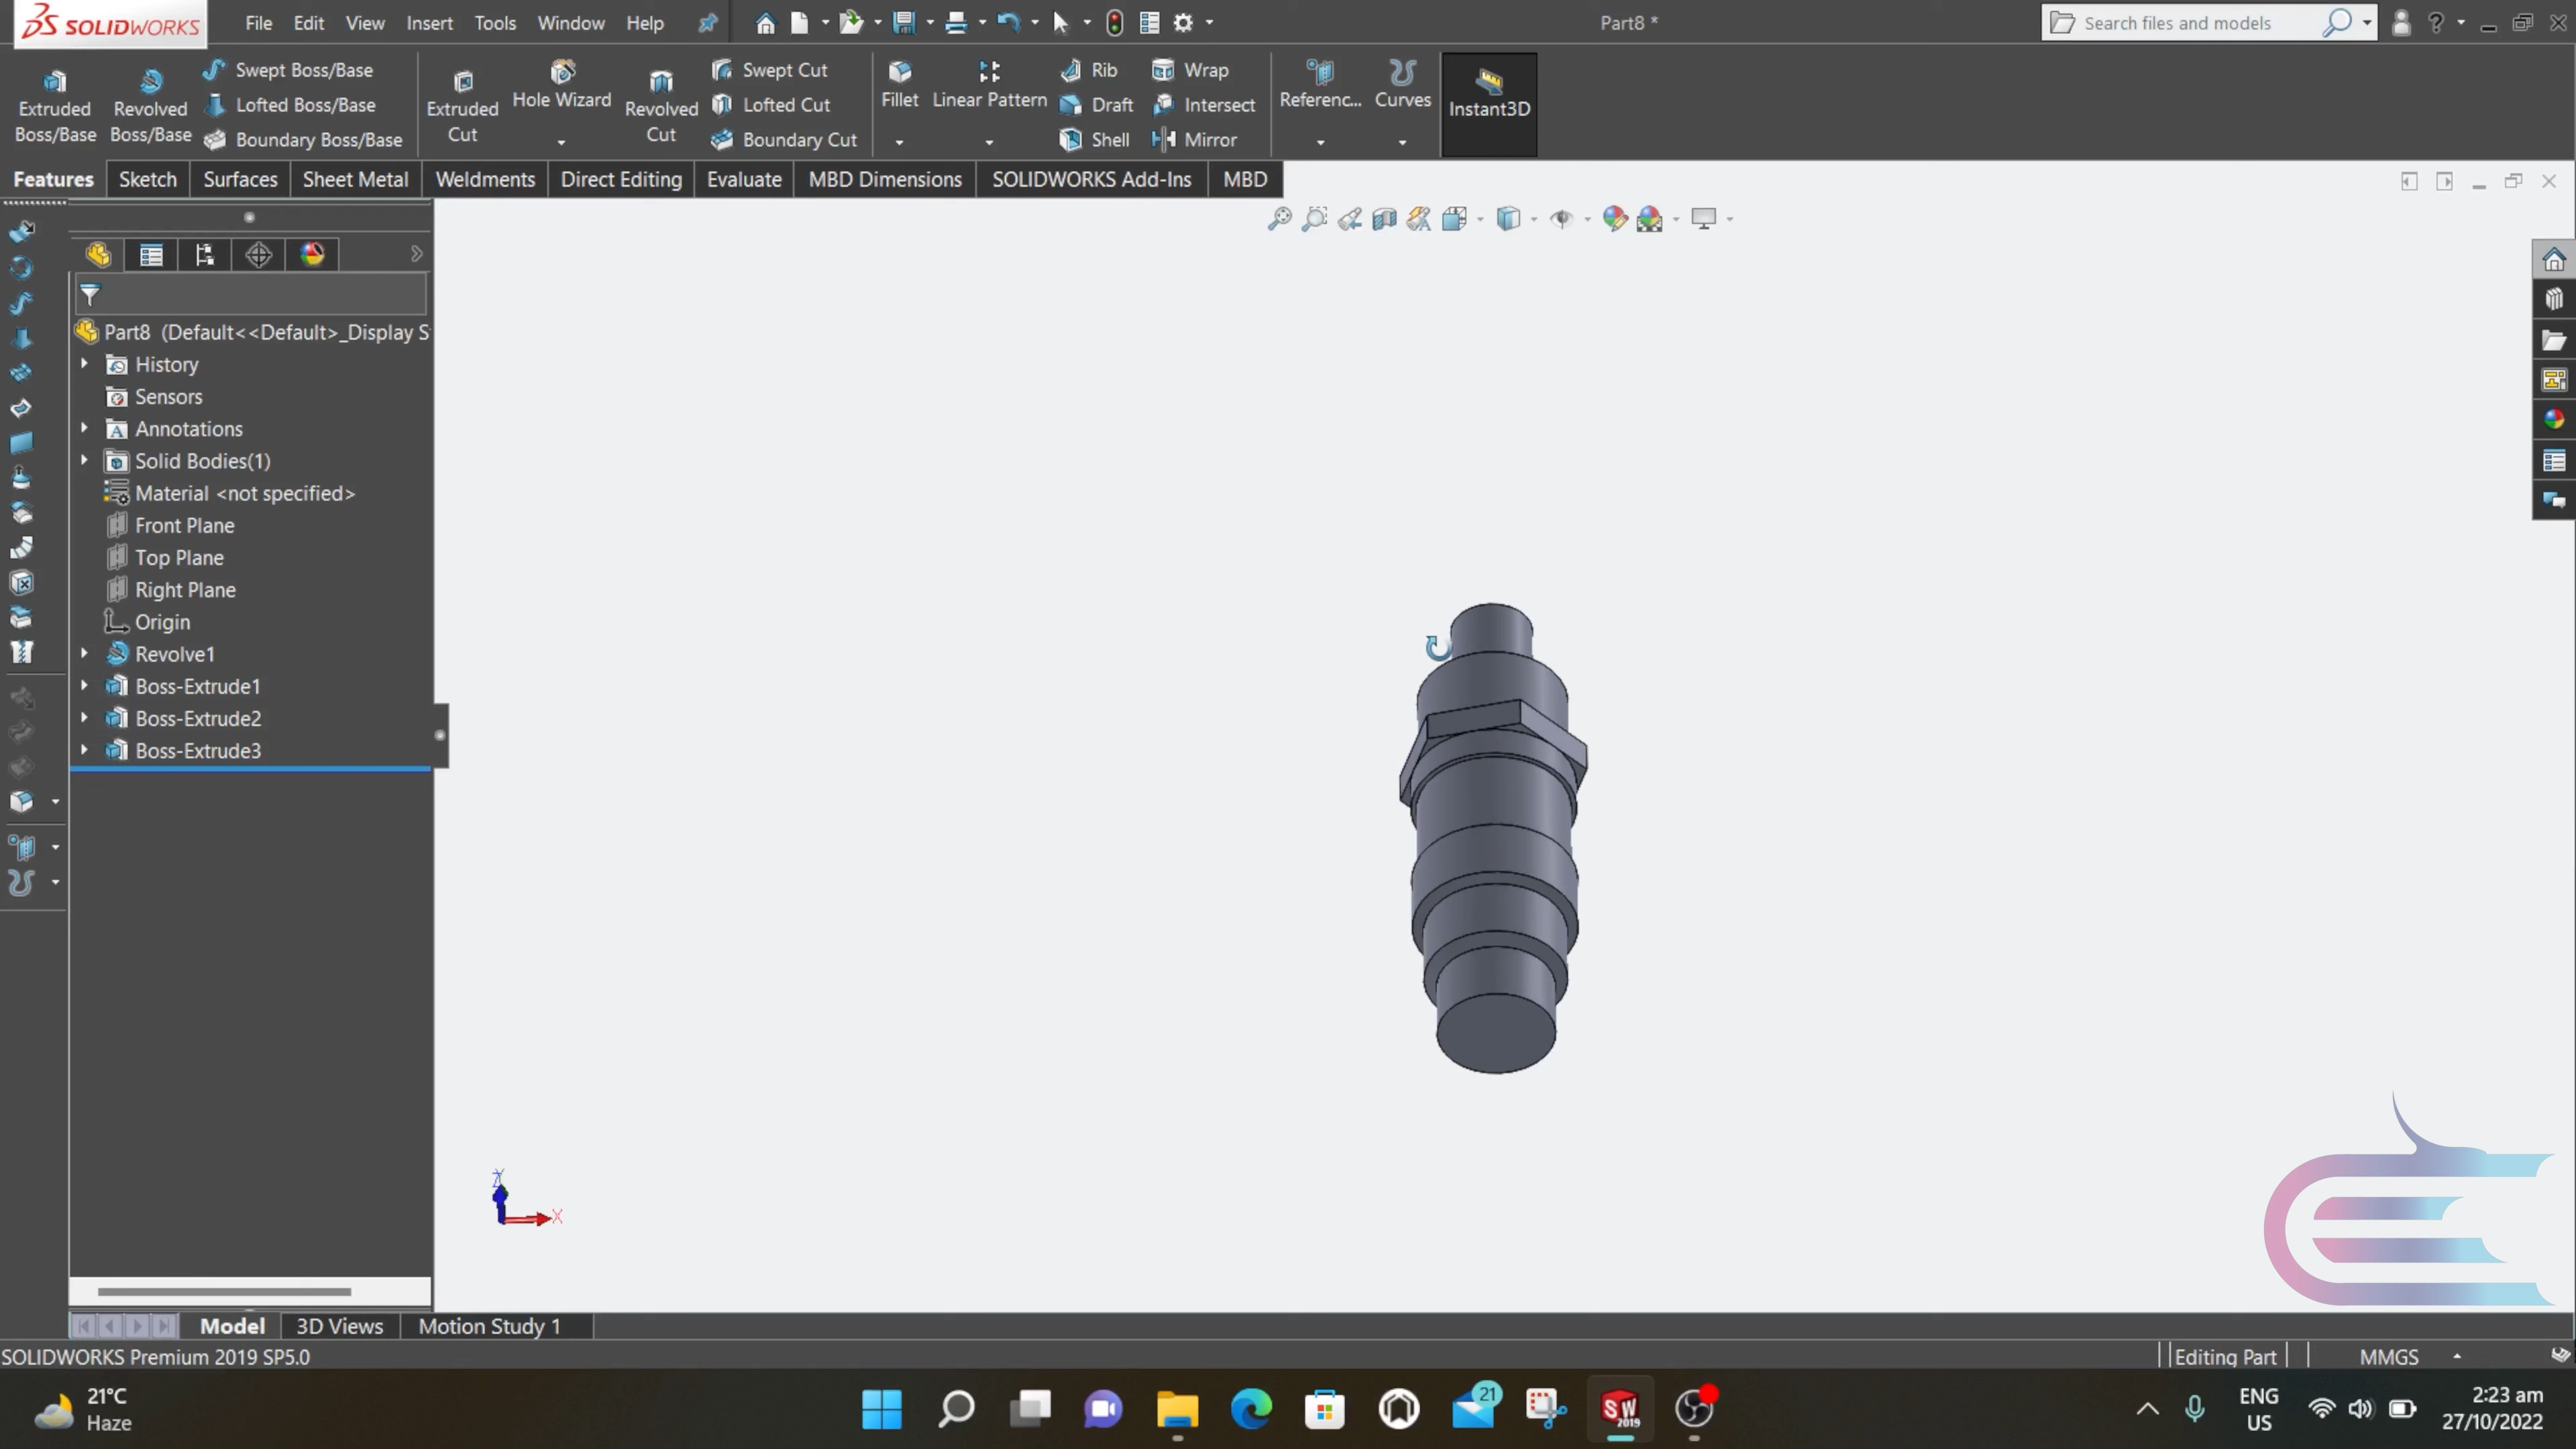 SOLIDWORKS File Edit View Insert Tools Window Help Part8 * Search files and models
Extruded Boss/Base
Revolved Boss/Base
Swept Boss/Base
Lofted Boss/Base
Boundary Boss/Base
Extruded Cut
Hole Wizard
Revolved Cut
Swept Cut
Lofted Cut
Boundary Cut
Fillet
Linear Pattern
Rib
Draft
Shell
Wrap
Intersect
Mirror
Referenc...
Curves
Instant3D
Features Sketch Surfaces Sheet Metal Weldments Direct Editing Evaluate MBD Dimensions SOLIDWORKS Add-Ins MBD
Part8 (Default<<Default>_Display S
History
Sensors
Annotations
Solid Bodies(1)
Material <not specified>
Front Plane
Top Plane
Right Plane
Origin
Revolve1
Boss-Extrude1
Boss-Extrude2
Boss-Extrude3
X
Model 3D Views Motion Study 1
SOLIDWORKS Premium 2019 SP5.0 Editing Part MMGS
21°C
Haze
21
SW
2019
ENG
US
2:23 am
27/10/2022